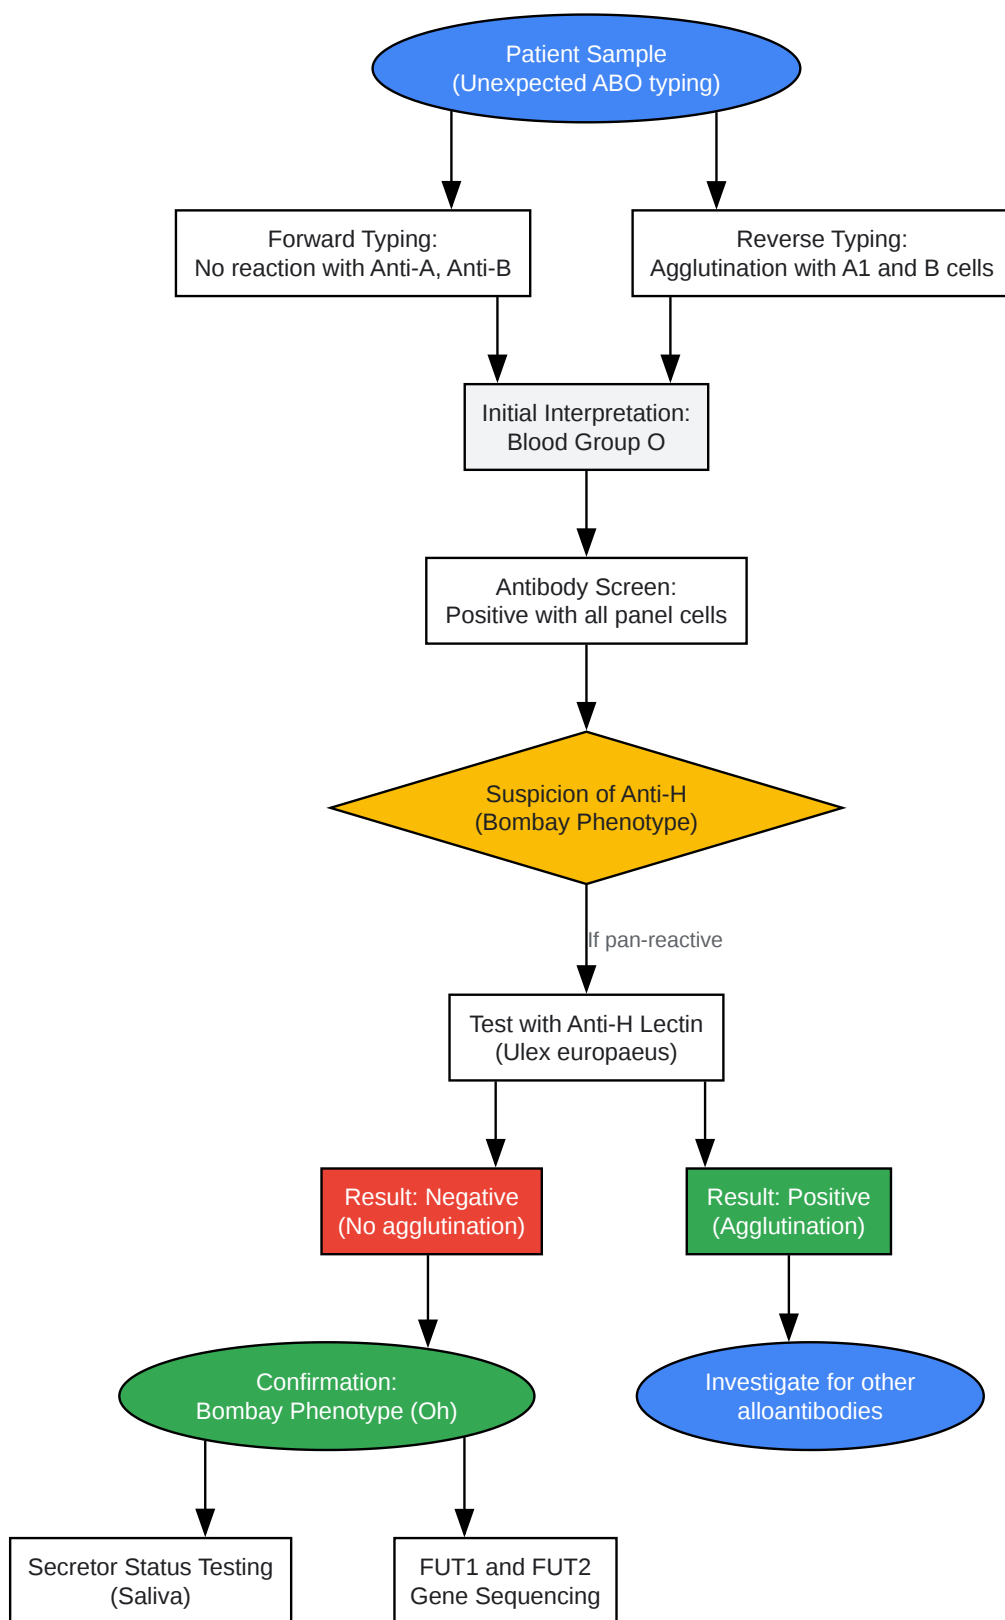 Patient Sample
(Unexpected ABO typing)
Forward Typing:
No reaction with Anti-A, Anti-B
Reverse Typing:
Agglutination with A1 and B cells
Initial Interpretation:
Blood Group O
Antibody Screen:
Positive with all panel cells
Suspicion of Anti-H
(Bombay Phenotype)
If pan-reactive
Test with Anti-H Lectin
(Ulex europaeus)
Result: Negative
(No agglutination)
Result: Positive
(Agglutination)
Confirmation:
Bombay Phenotype (Oh)
Investigate for other
alloantibodies
Secretor Status Testing
(Saliva)
FUT1 and FUT2
Gene Sequencing